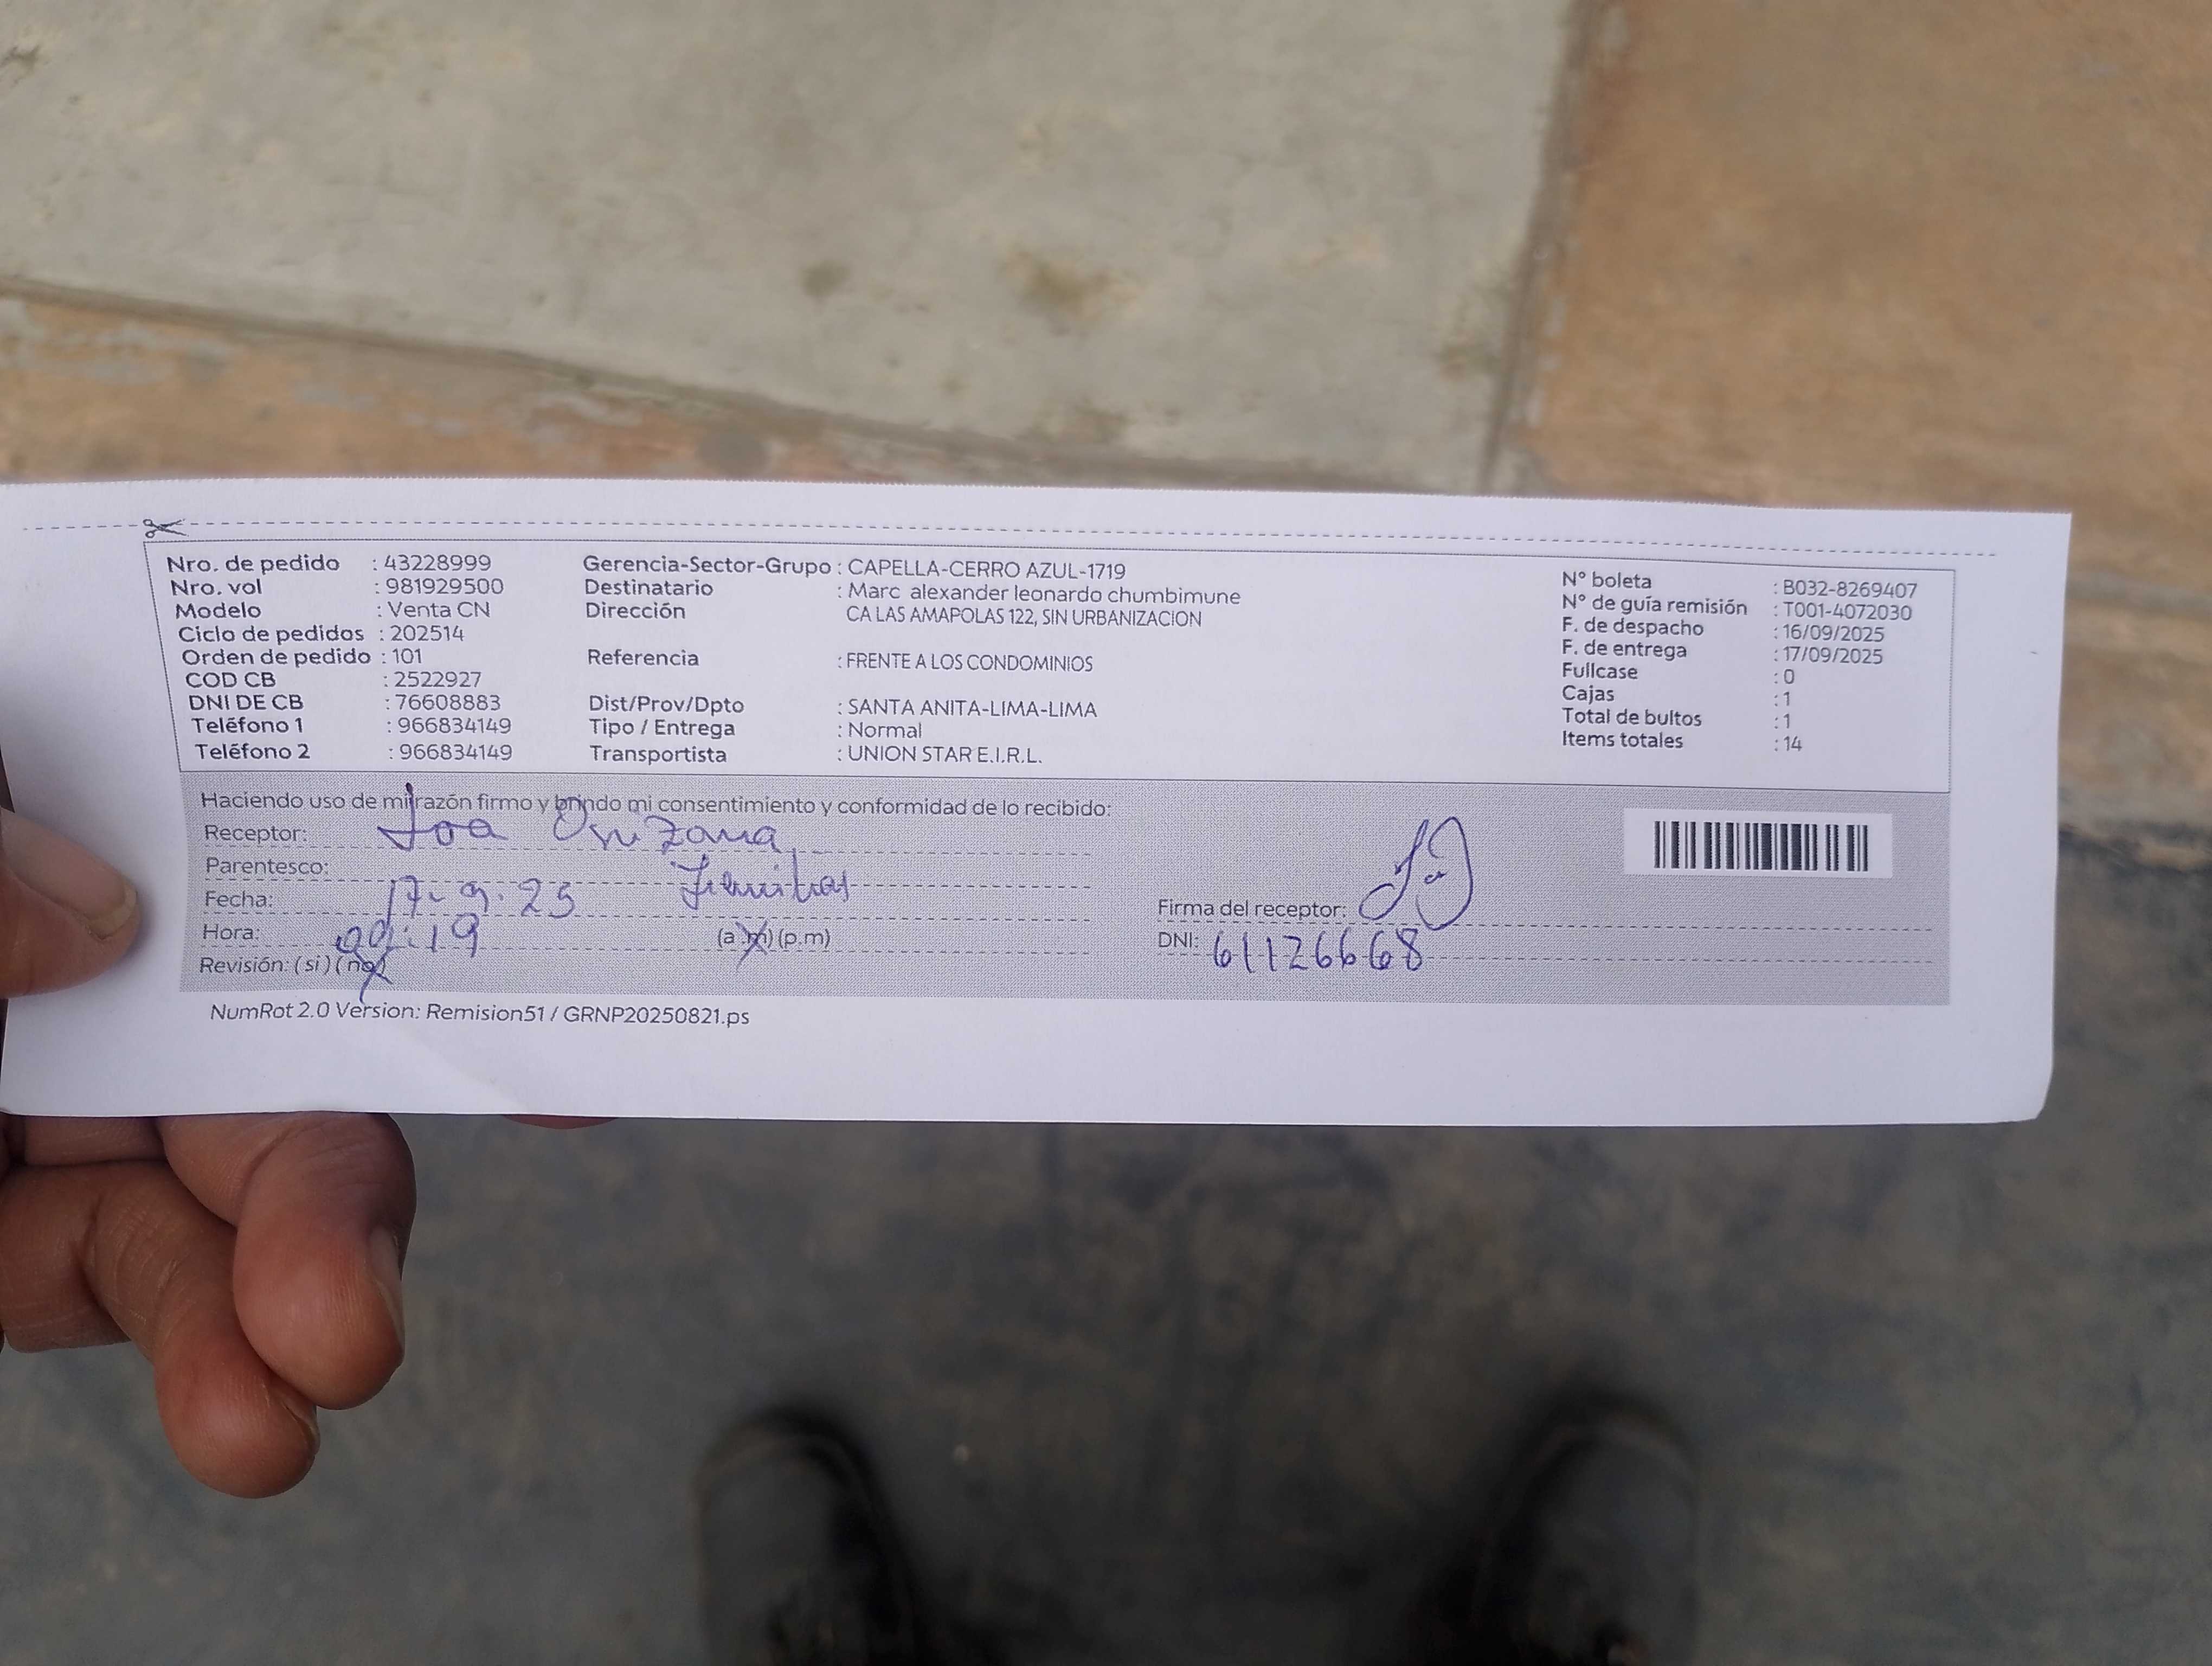 Nro. de pedido : 43228999
Nro. vol : 981929500
Modelo : Venta CN
Ciclo de pedidos : 202514
Orden de pedido : 101
COD CB : 2522927
DNI DE CB : 76608883
Teléfono 1 : 966834149
Teléfono 2 : 966834149
Gerencia-Sector-Grupo : CAPELLA-CERRO AZUL-1719
Destinatario : Marc alexander leonardo chumbimune
Dirección CA LAS AMAPOLAS 122, SIN URBANIZACION
Referencia : FRENTE A LOS CONDOMINIOS
Dist/Prov/Dpto : SANTA ANITA-LIMA-LIMA
Tipo / Entrega : Normal
Transportista : UNION STAR E.I.R.L.
N° boleta : B032-8269407
N° de guía remisión : T001-4072030
F. de despacho : 16/09/2025
F. de entrega : 17/09/2025
Fullcase : 0
Cajas : 1
Total de bultos : 1
Items totales : 14
Haciendo uso de mi razón firmo y brindo mi consentimiento y conformidad de lo recibido:
Receptor:
Parentesco:
Fecha: 17-9-25
Hora: 09:19 (a.m) (p.m)
Revisión: (si) (no)
Firma del receptor:
DNI: 61126668
NumRot 2.0 Version: Remision51 / GRNP20250821.ps